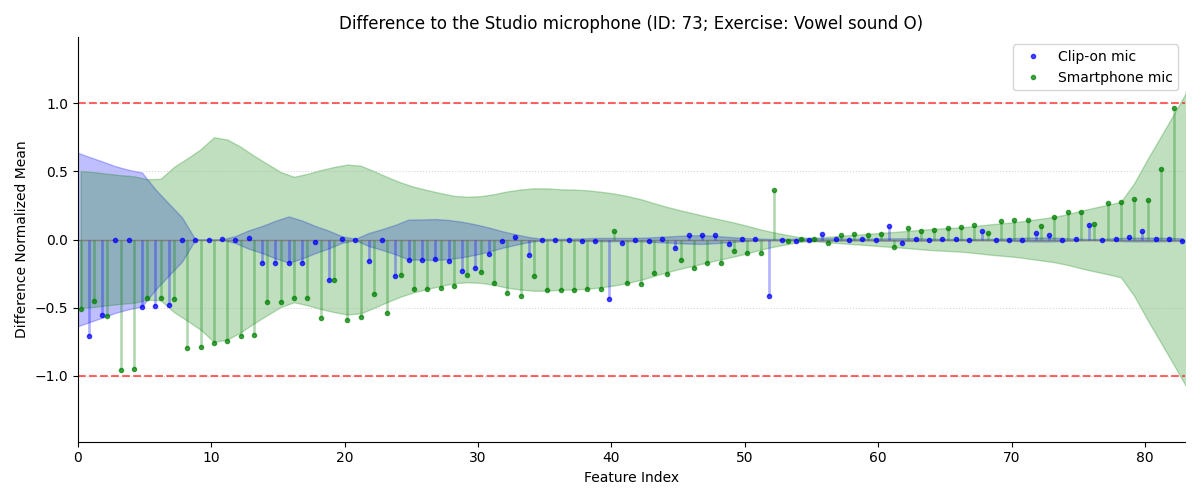 Difference to the Studio microphone (ID: 73; Exercise: Vowel sound O)
Clip-on mic
Smartphone mic
1.0
0.5
0.0
−0.5
−1.0
Difference Normalized Mean
0 10 20 30 40 50 60 70 80
Feature Index